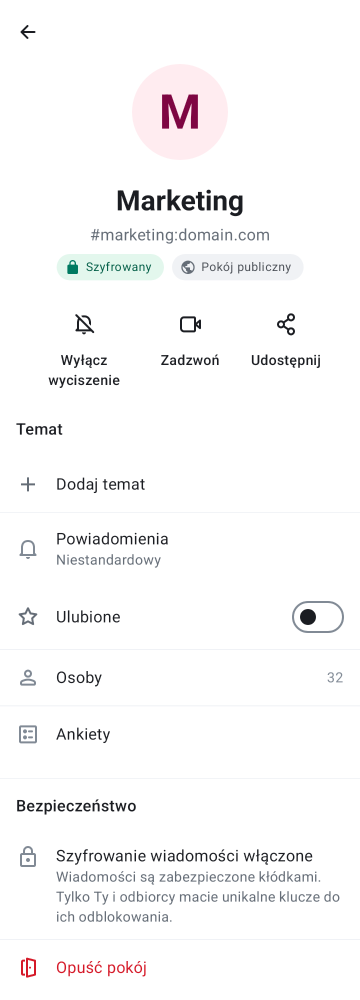 M
Marketing
#marketing:domain.com
Szyfrowany
Pokój publiczny
Wyłącz
wyciszenie
Zadzwoń
Udostępnij
Temat
Dodaj temat
Powiadomienia
Niestandardowy
Ulubione
Osoby
32
Ankiety
Bezpieczeństwo
Szyfrowanie wiadomości włączone
Wiadomości są zabezpieczone kłódkami.
Tylko Ty i odbiorcy macie unikalne klucze do
ich odblokowania.
Opuść pokój